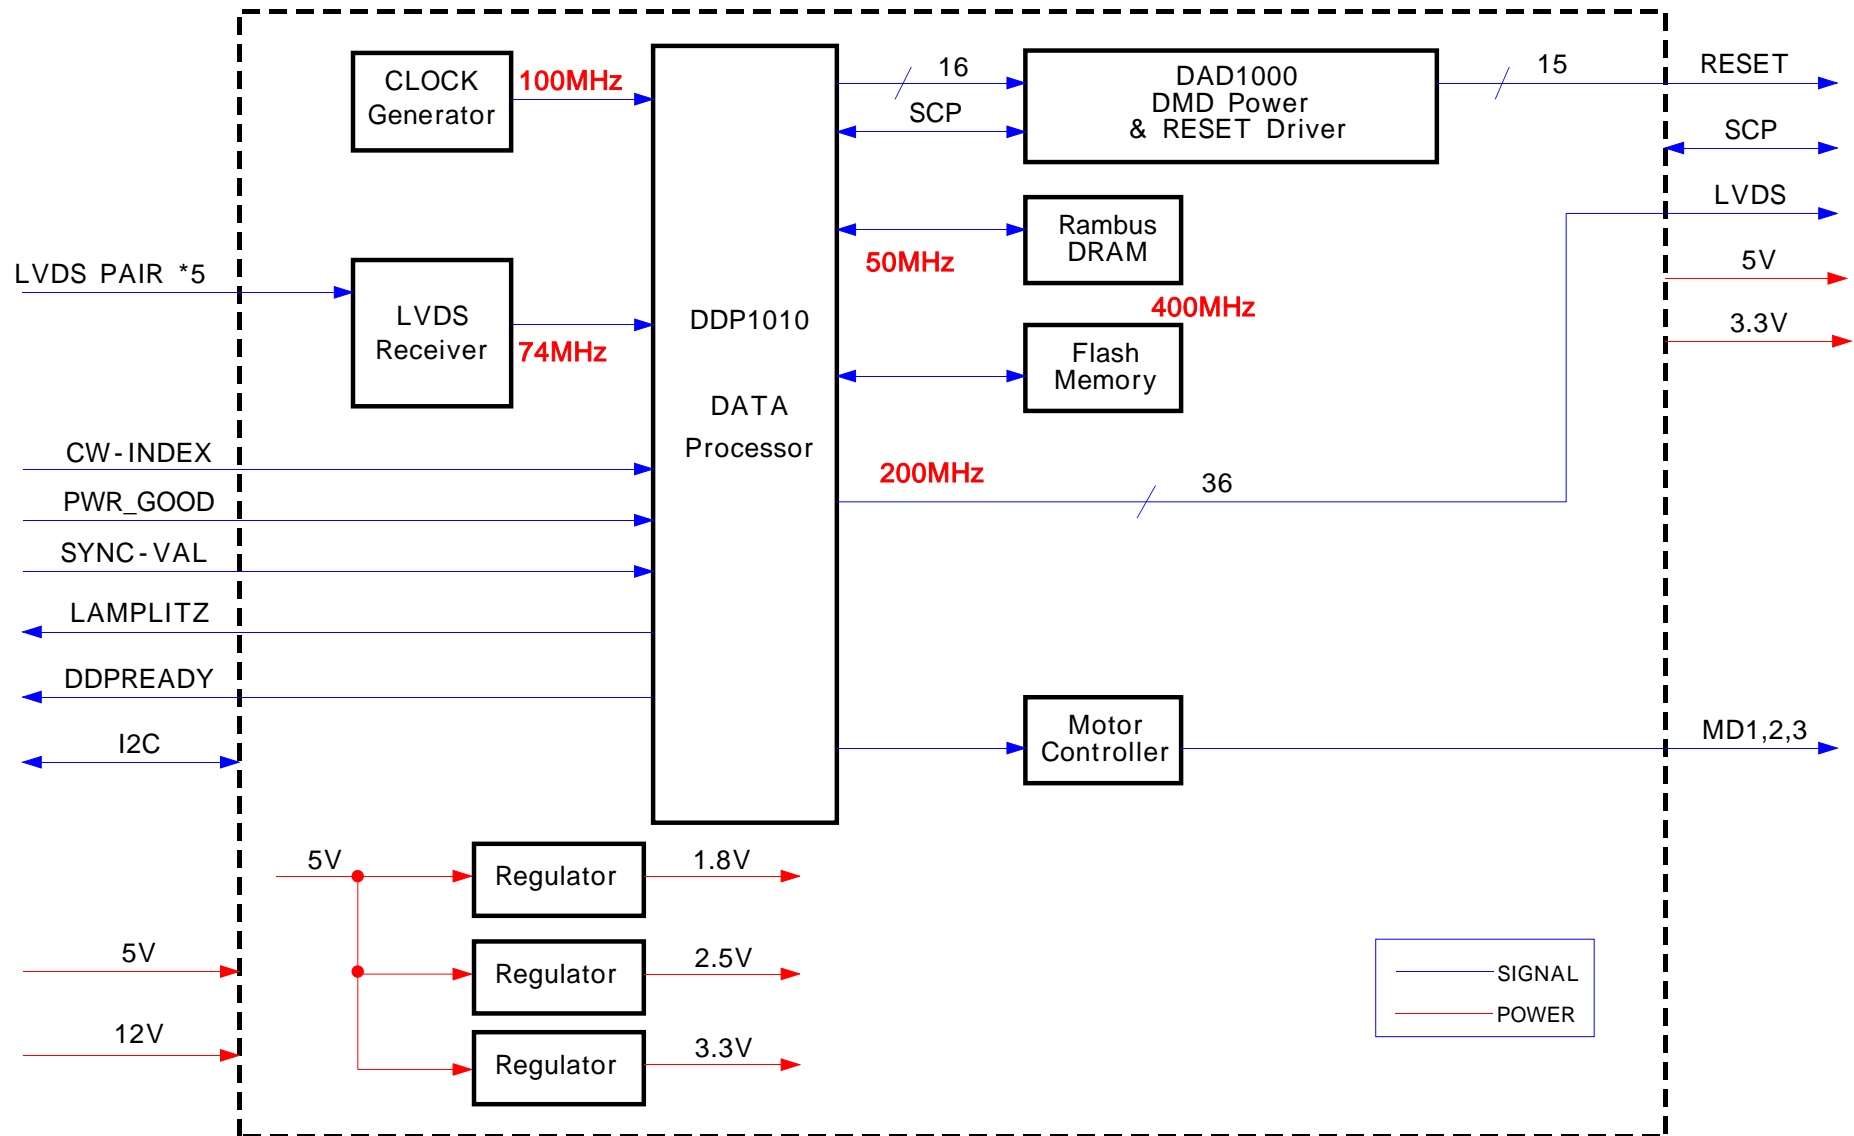 CLOCK
Generator
100MHz
16
SCP
DAD1000
DMD Power
& RESET Driver
15
RESET
SCP
LVDS
5V
3.3V
Rambus
DRAM
50MHz
400MHz
LVDS PAIR *5
LVDS
Receiver
74MHz
DDP1010
DATA
Processor
Flash
Memory
CW-INDEX
PWR_GOOD
SYNC-VAL
LAMPLITZ
DDPREADY
I2C
200MHz
36
Motor
Controller
MD1,2,3
5V
Regulator
1.8V
5V
Regulator
2.5V
12V
Regulator
3.3V
SIGNAL
POWER